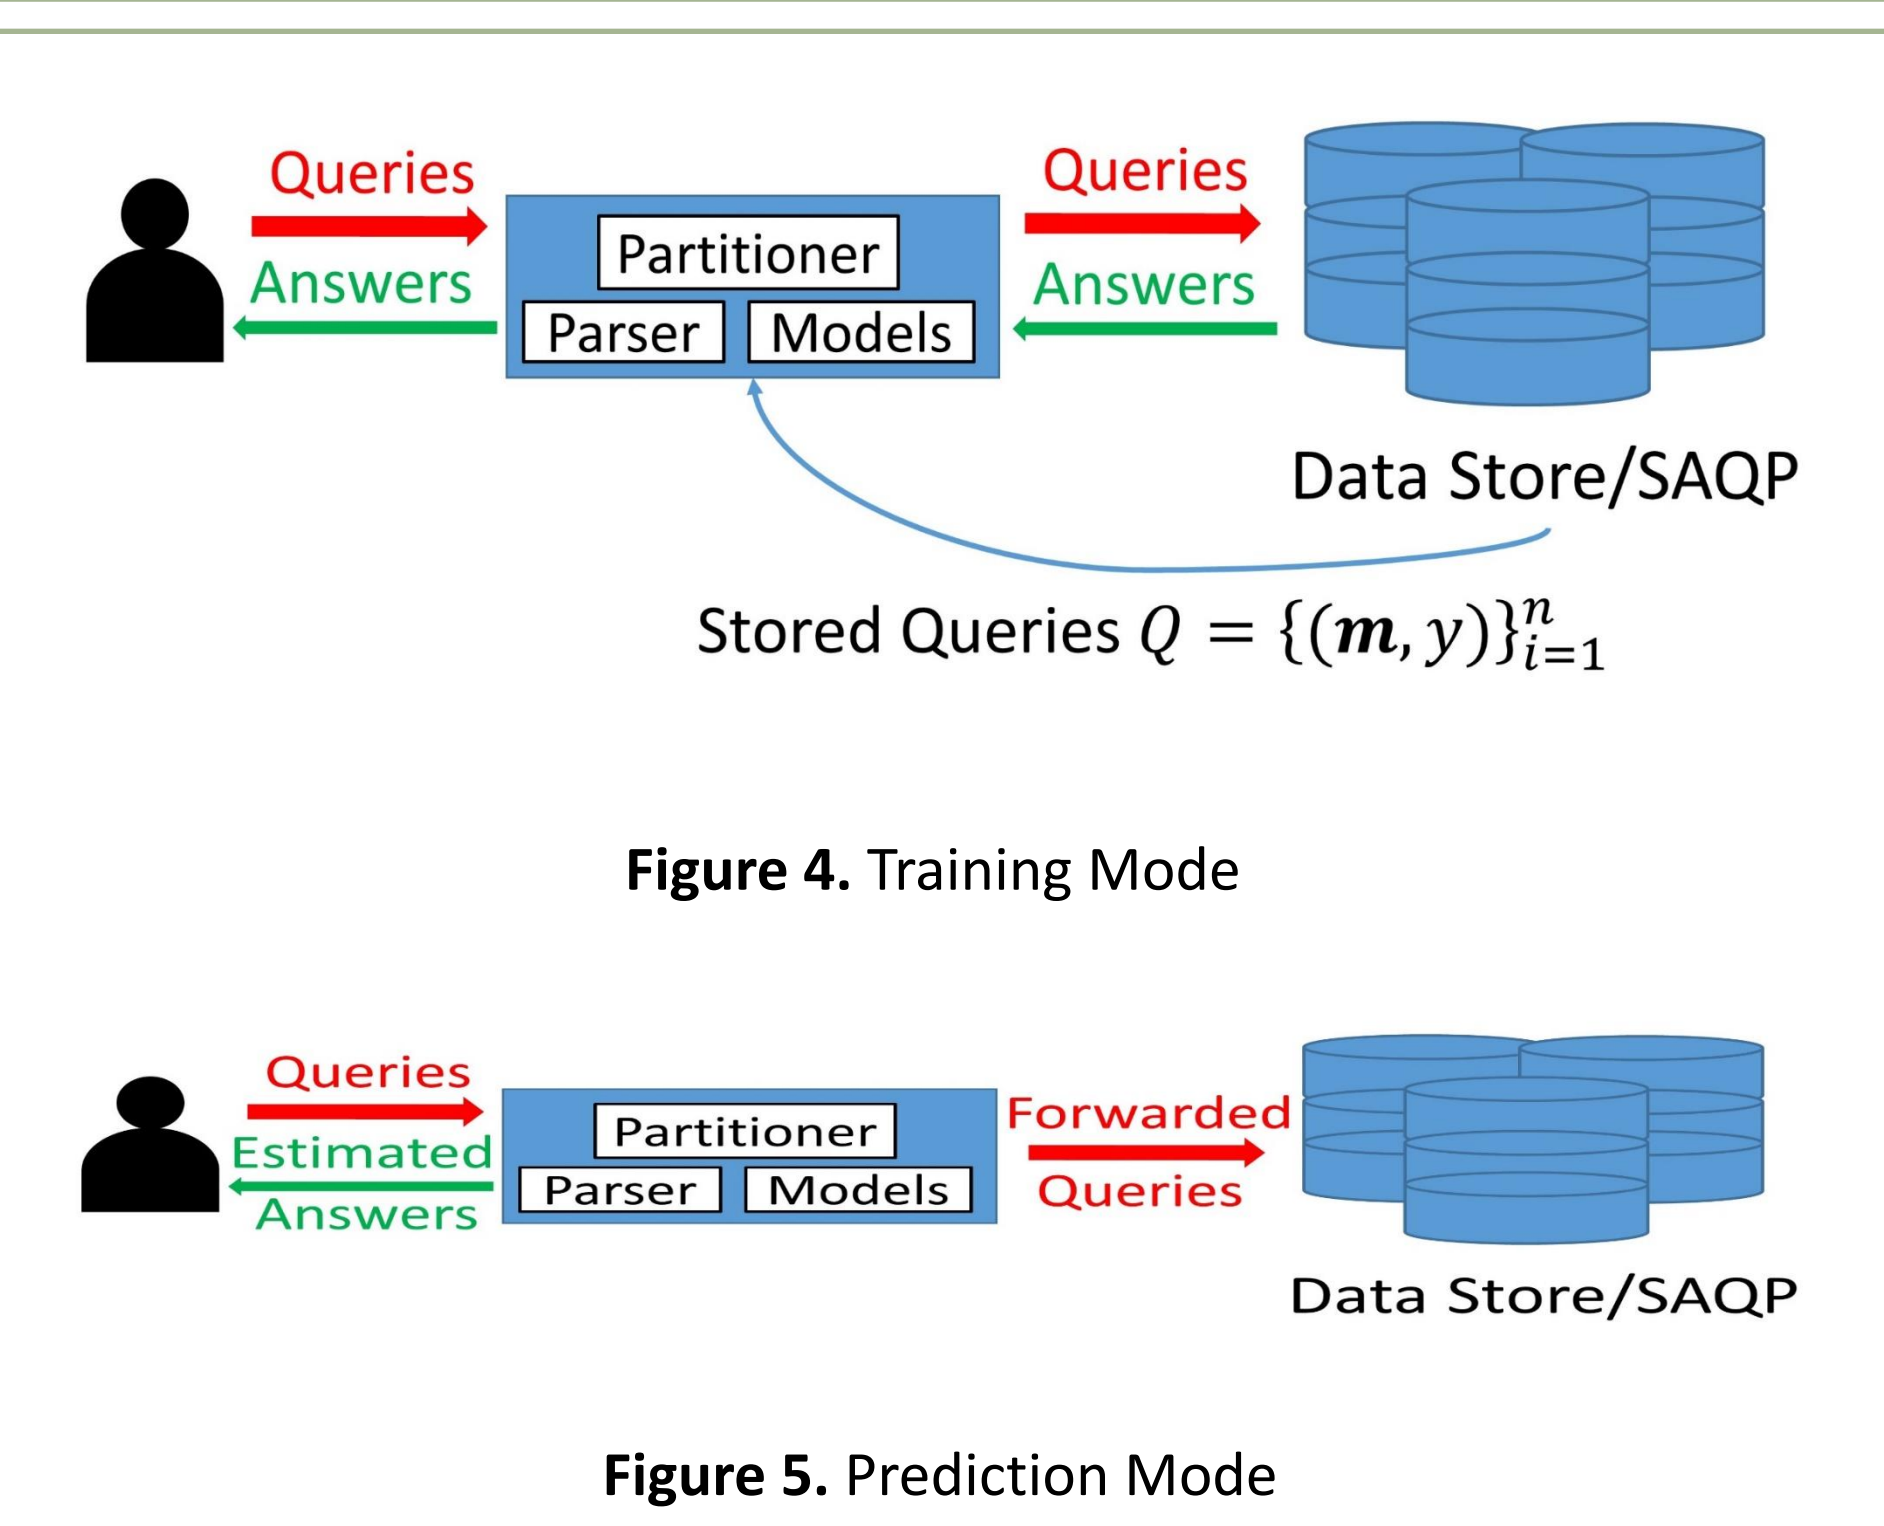 Queries
Queries
Partitioner
Answers
Answers
Parser
Models
Data Store/SAQP
Stored Queries Q = {(m, y)}ⁿᵢ₌₁
Figure 4. Training Mode
Queries
Forwarded
Partitioner
Estimated
Parser
Models
Queries
Answers
Data Store/SAQP
Figure 5. Prediction Mode